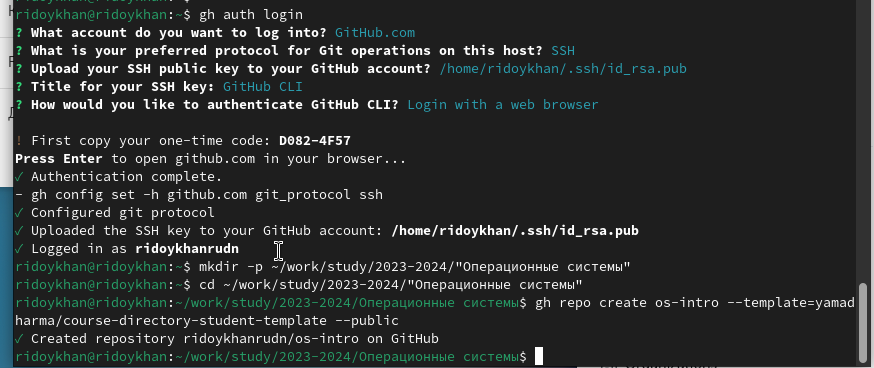 ridoykhan@ridoykhan:~$ gh auth login
? What account do you want to log into? GitHub.com
? What is your preferred protocol for Git operations on this host? SSH
? Upload your SSH public key to your GitHub account? /home/ridoykhan/.ssh/id_rsa.pub
? Title for your SSH key: GitHub CLI
? How would you like to authenticate GitHub CLI? Login with a web browser
! First copy your one-time code: D082-4F57
Press Enter to open github.com in your browser...
✓ Authentication complete.
- gh config set -h github.com git_protocol ssh
✓ Configured git protocol
✓ Uploaded the SSH key to your GitHub account: /home/ridoykhan/.ssh/id_rsa.pub
✓ Logged in as ridoykhanrudn
ridoykhan@ridoykhan:~$ mkdir -p ~/work/study/2023-2024/"Операционные системы"
ridoykhan@ridoykhan:~$ cd ~/work/study/2023-2024/"Операционные системы"
ridoykhan@ridoykhan:~/work/study/2023-2024/Операционные системы$ gh repo create os-intro --template=yamad
harma/course-directory-student-template --public
✓ Created repository ridoykhanrudn/os-intro on GitHub
ridoykhan@ridoykhan:~/work/study/2023-2024/Операционные системы$